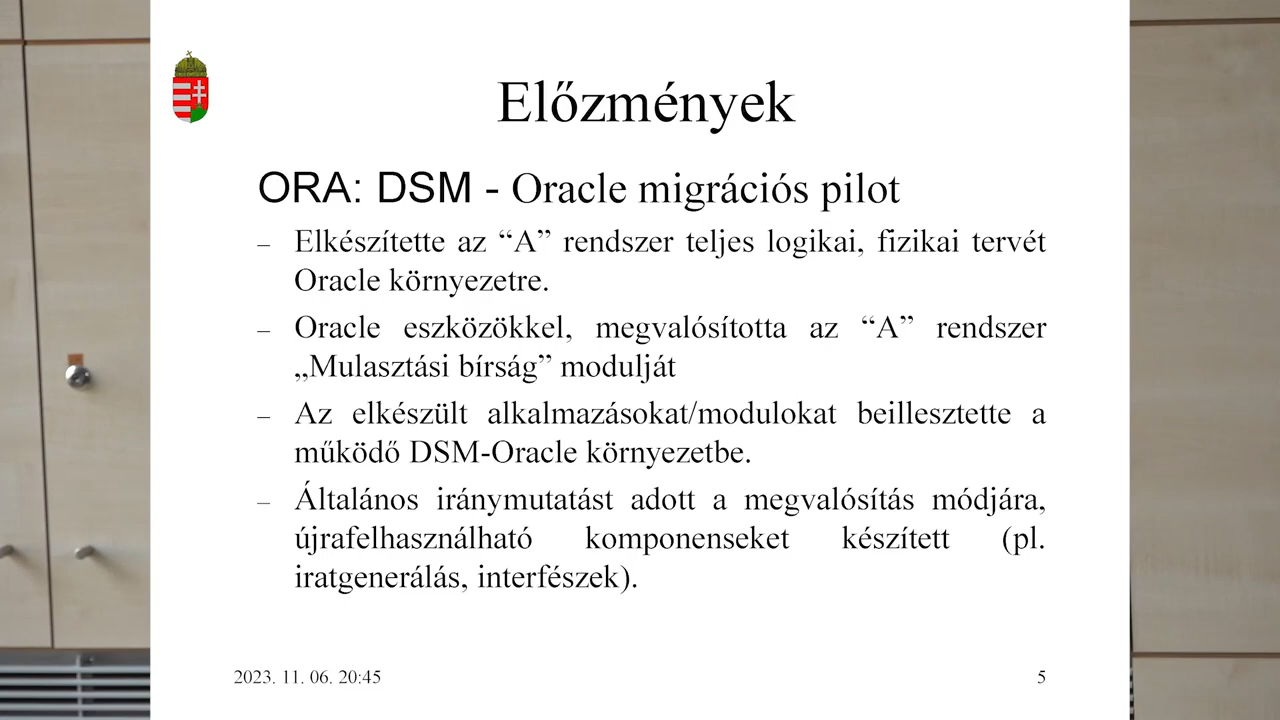 Előzmények
ORA: DSM - Oracle migrációs pilot
– Elkészítette az “A” rendszer teljes logikai, fizikai tervét
Oracle környezetre.
– Oracle eszközökkel, megvalósította az “A” rendszer
„Mulasztási bírság” modulját
– Az elkészült alkalmazásokat/modulokat beillesztette a
működő DSM-Oracle környezetbe.
– Általános iránymutatást adott a megvalósítás módjára,
újrafelhasználható komponenseket készített (pl.
iratgenerálás, interfészek).
2023. 11. 06. 20:45
5